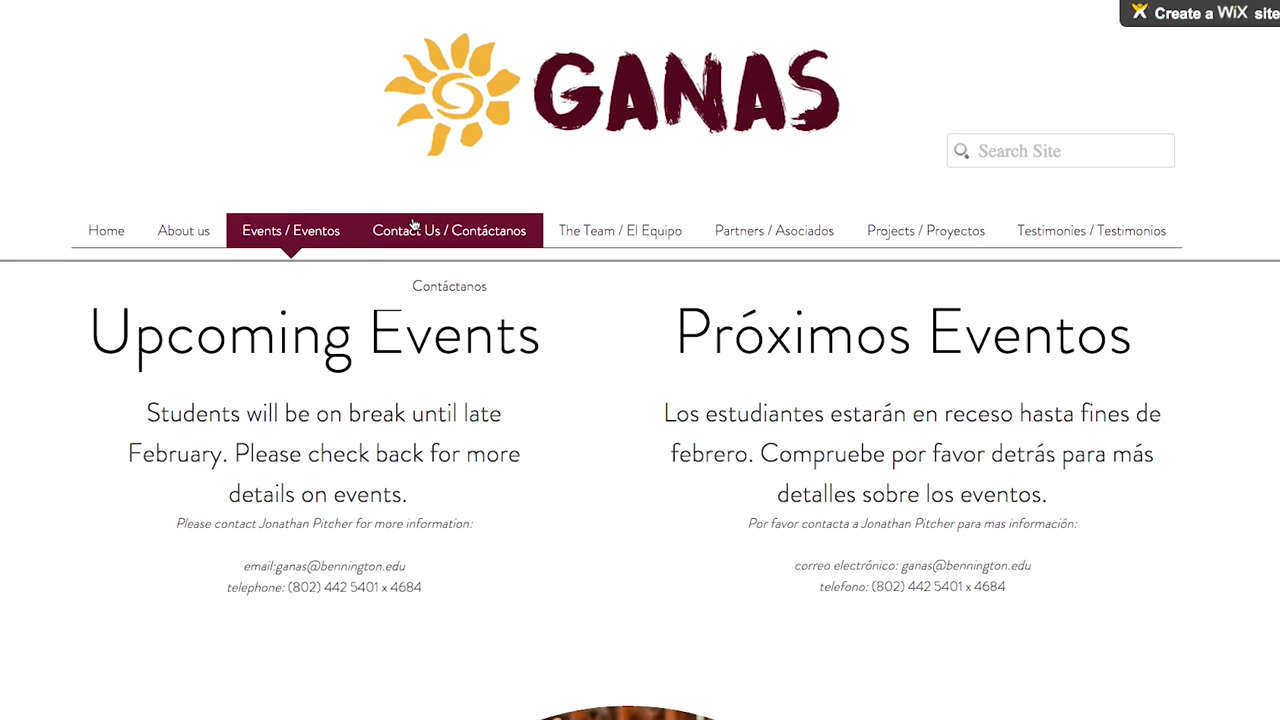 Create a WiX site
GANAS
Search Site
Home
About us
Events / Eventos
Contact Us / Contáctanos
The Team / El Equipo
Partners / Asociados
Projects / Proyectos
Testimonies / Testimonios
Contáctanos
Upcoming Events
Students will be on break until late
February. Please check back for more
details on events.
Please contact Jonathan Pitcher for more information:
email:ganas@bennington.edu
telephone: (802) 442 5401 x 4684
Próximos Eventos
Los estudiantes estarán en receso hasta fines de
febrero. Compruebe por favor detrás para más
detalles sobre los eventos.
Por favor contacta a Jonathan Pitcher para mas información:
correo electrónico: ganas@bennington.edu
telefono: (802) 442 5401 x 4684